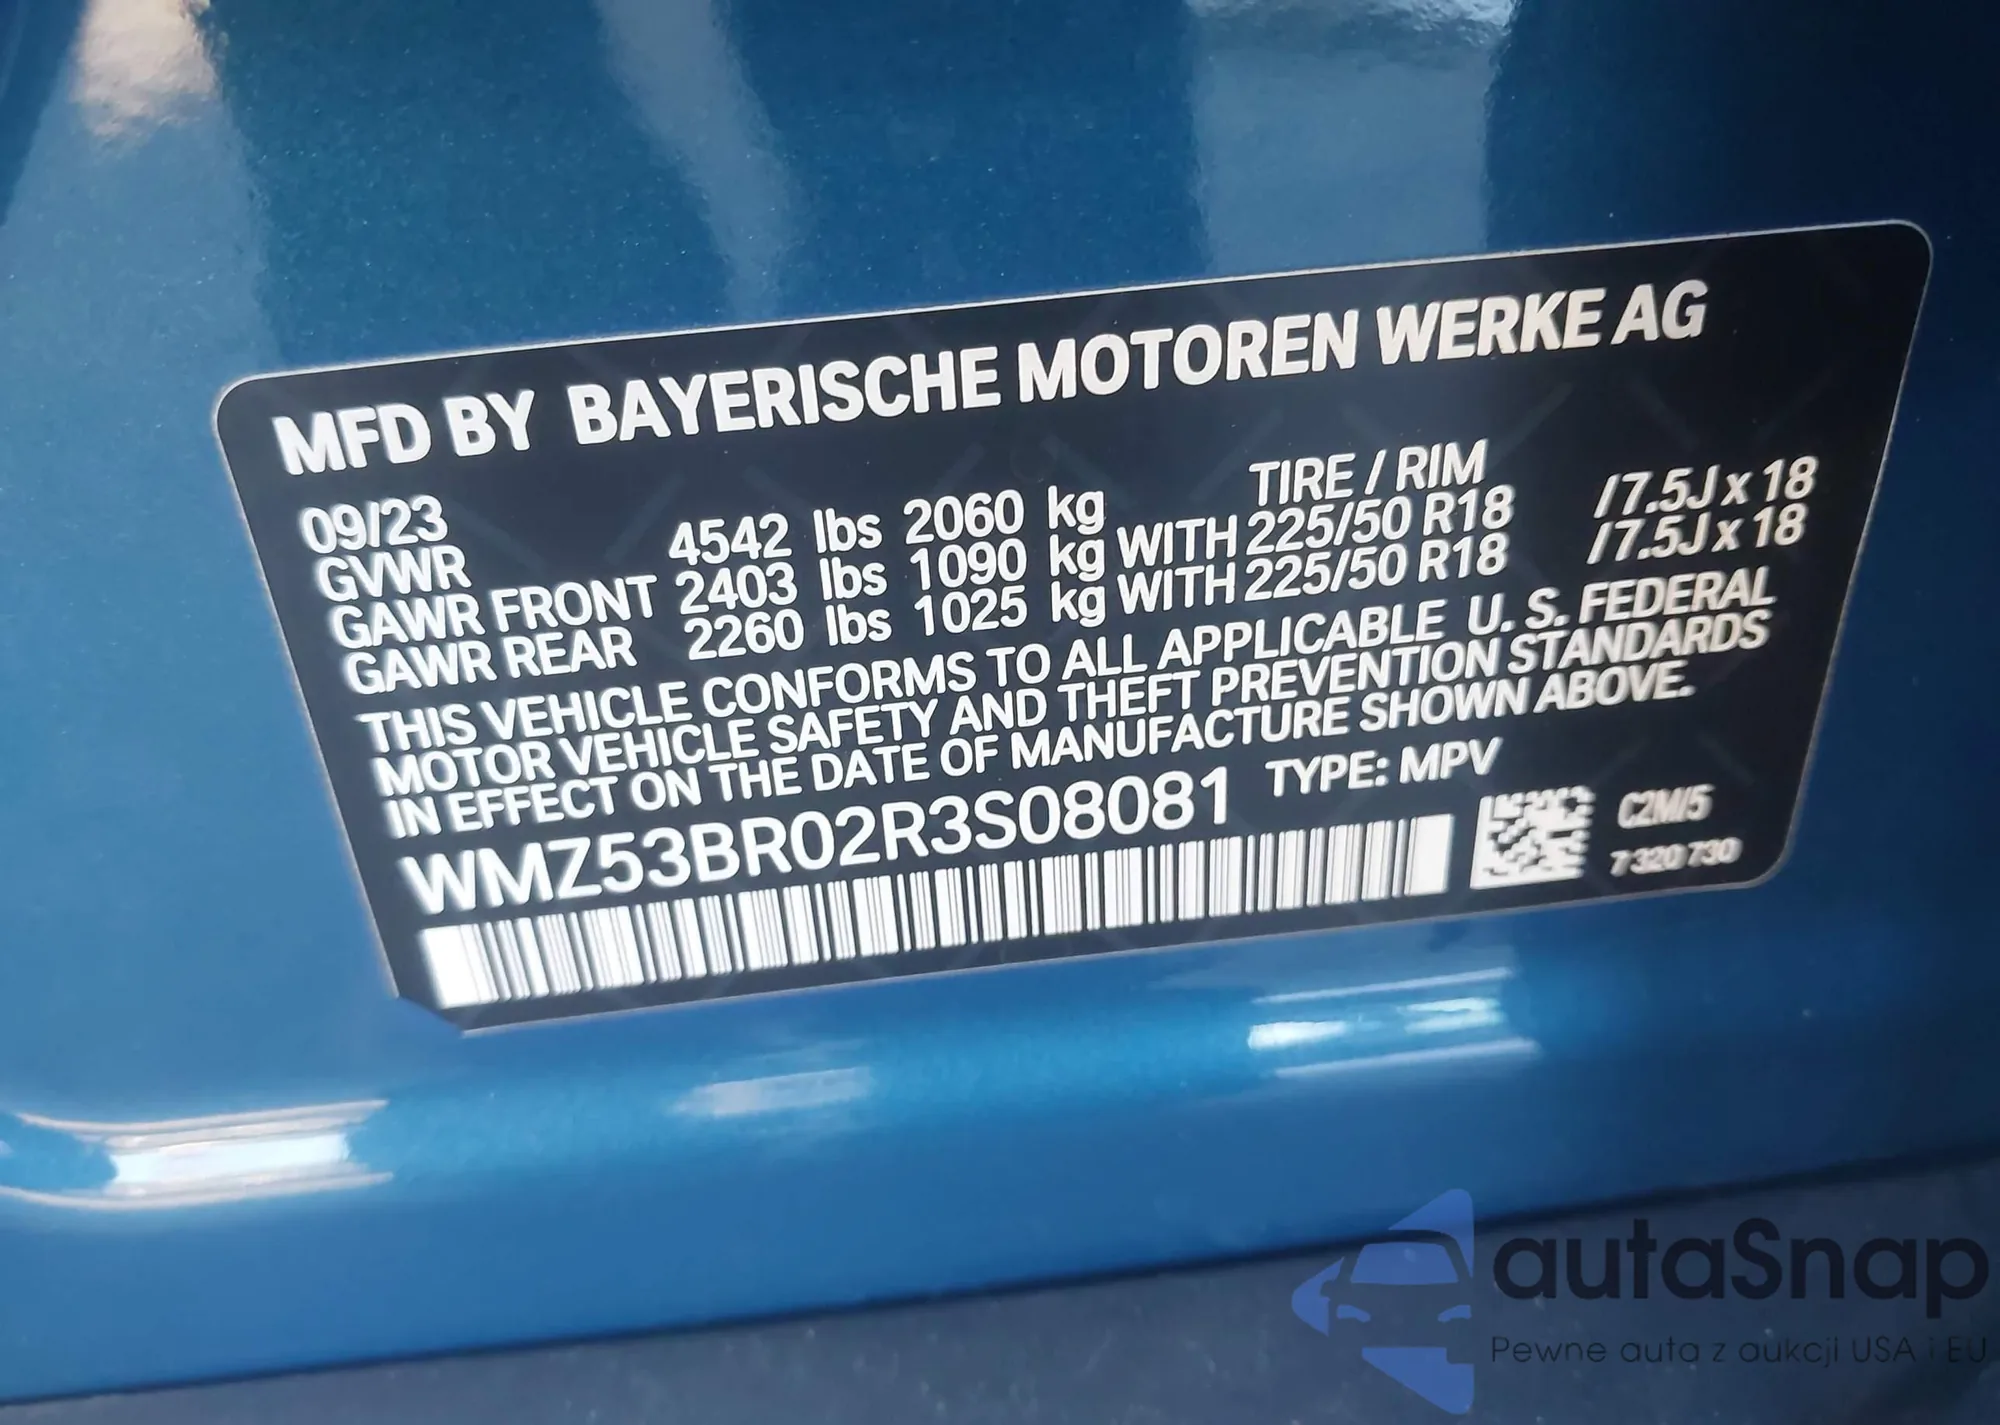 MFD BY BAYERISCHE MOTOREN WERKE AG
09/23 TIRE / RIM
GVWR 4542 lbs 2060 kg
GAWR FRONT 2403 lbs 1090 kg WITH 225/50 R18 /7.5J x 18
GAWR REAR 2260 lbs 1025 kg WITH 225/50 R18 /7.5J x 18
THIS VEHICLE CONFORMS TO ALL APPLICABLE U. S. FEDERAL
MOTOR VEHICLE SAFETY AND THEFT PREVENTION STANDARDS
IN EFFECT ON THE DATE OF MANUFACTURE SHOWN ABOVE.
WMZ53BR02R3S08081 TYPE: MPV
C2M/5
7 320 730
autaSnap
Pewne auta z aukcji USA i EU